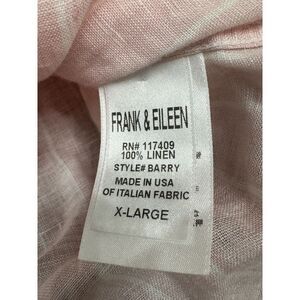 FRANK & EILEEN
RN# 117409
100% LINEN
STYLE# BARRY
MADE IN USA
OF ITALIAN FABRIC
X-LARGE